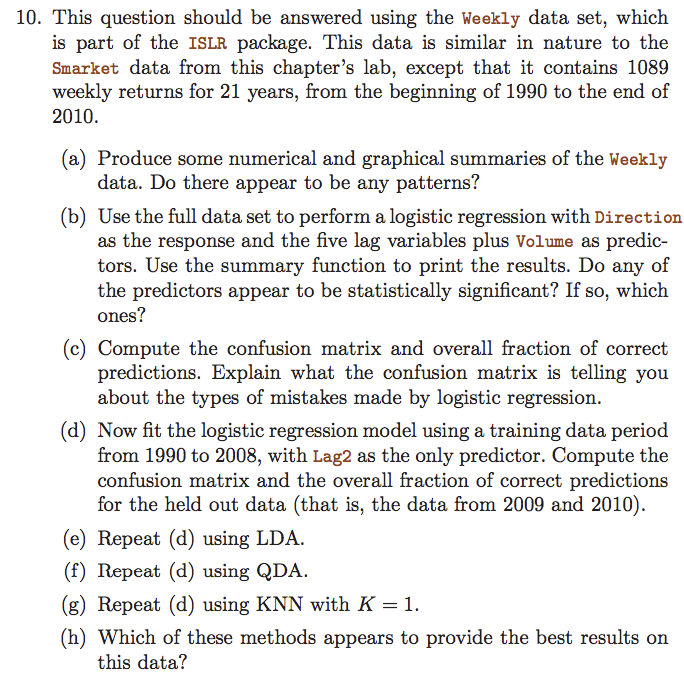 10. This question should be answered using the Weekly data set, which
is part of the ISLR package. This data is similar in nature to the
Smarket data from this chapter's lab, except that it contains 1089
weekly returns for 21 years, from the beginning of 1990 to the end of
2010.
(a) Produce some numerical and graphical summaries of the Weekly
data. Do there appear to be any patterns?
(b) Use the full data set to perform a logistic regression with Direction
as the response and the five lag variables plus Volume as predic-
tors. Use the summary function to print the results. Do any of
the predictors appear to be statistically significant? If so, which
ones?
(c) Compute the confusion matrix and overall fraction of correct
predictions. Explain what the confusion matrix is telling you
about the types of mistakes made by logistic regression.
(d) Now fit the logistic regression model using a training data period
from 1990 to 2008, with Lag2 as the only predictor. Compute the
confusion matrix and the overall fraction of correct predictions
for the held out data (that is, the data from 2009 and 2010).
(e) Repeat (d) using LDA.
(f) Repeat (d) using QDA.
(g) Repeat (d) using KNN with K = 1.
(h) Which of these methods appears to provide the best results on
this data?